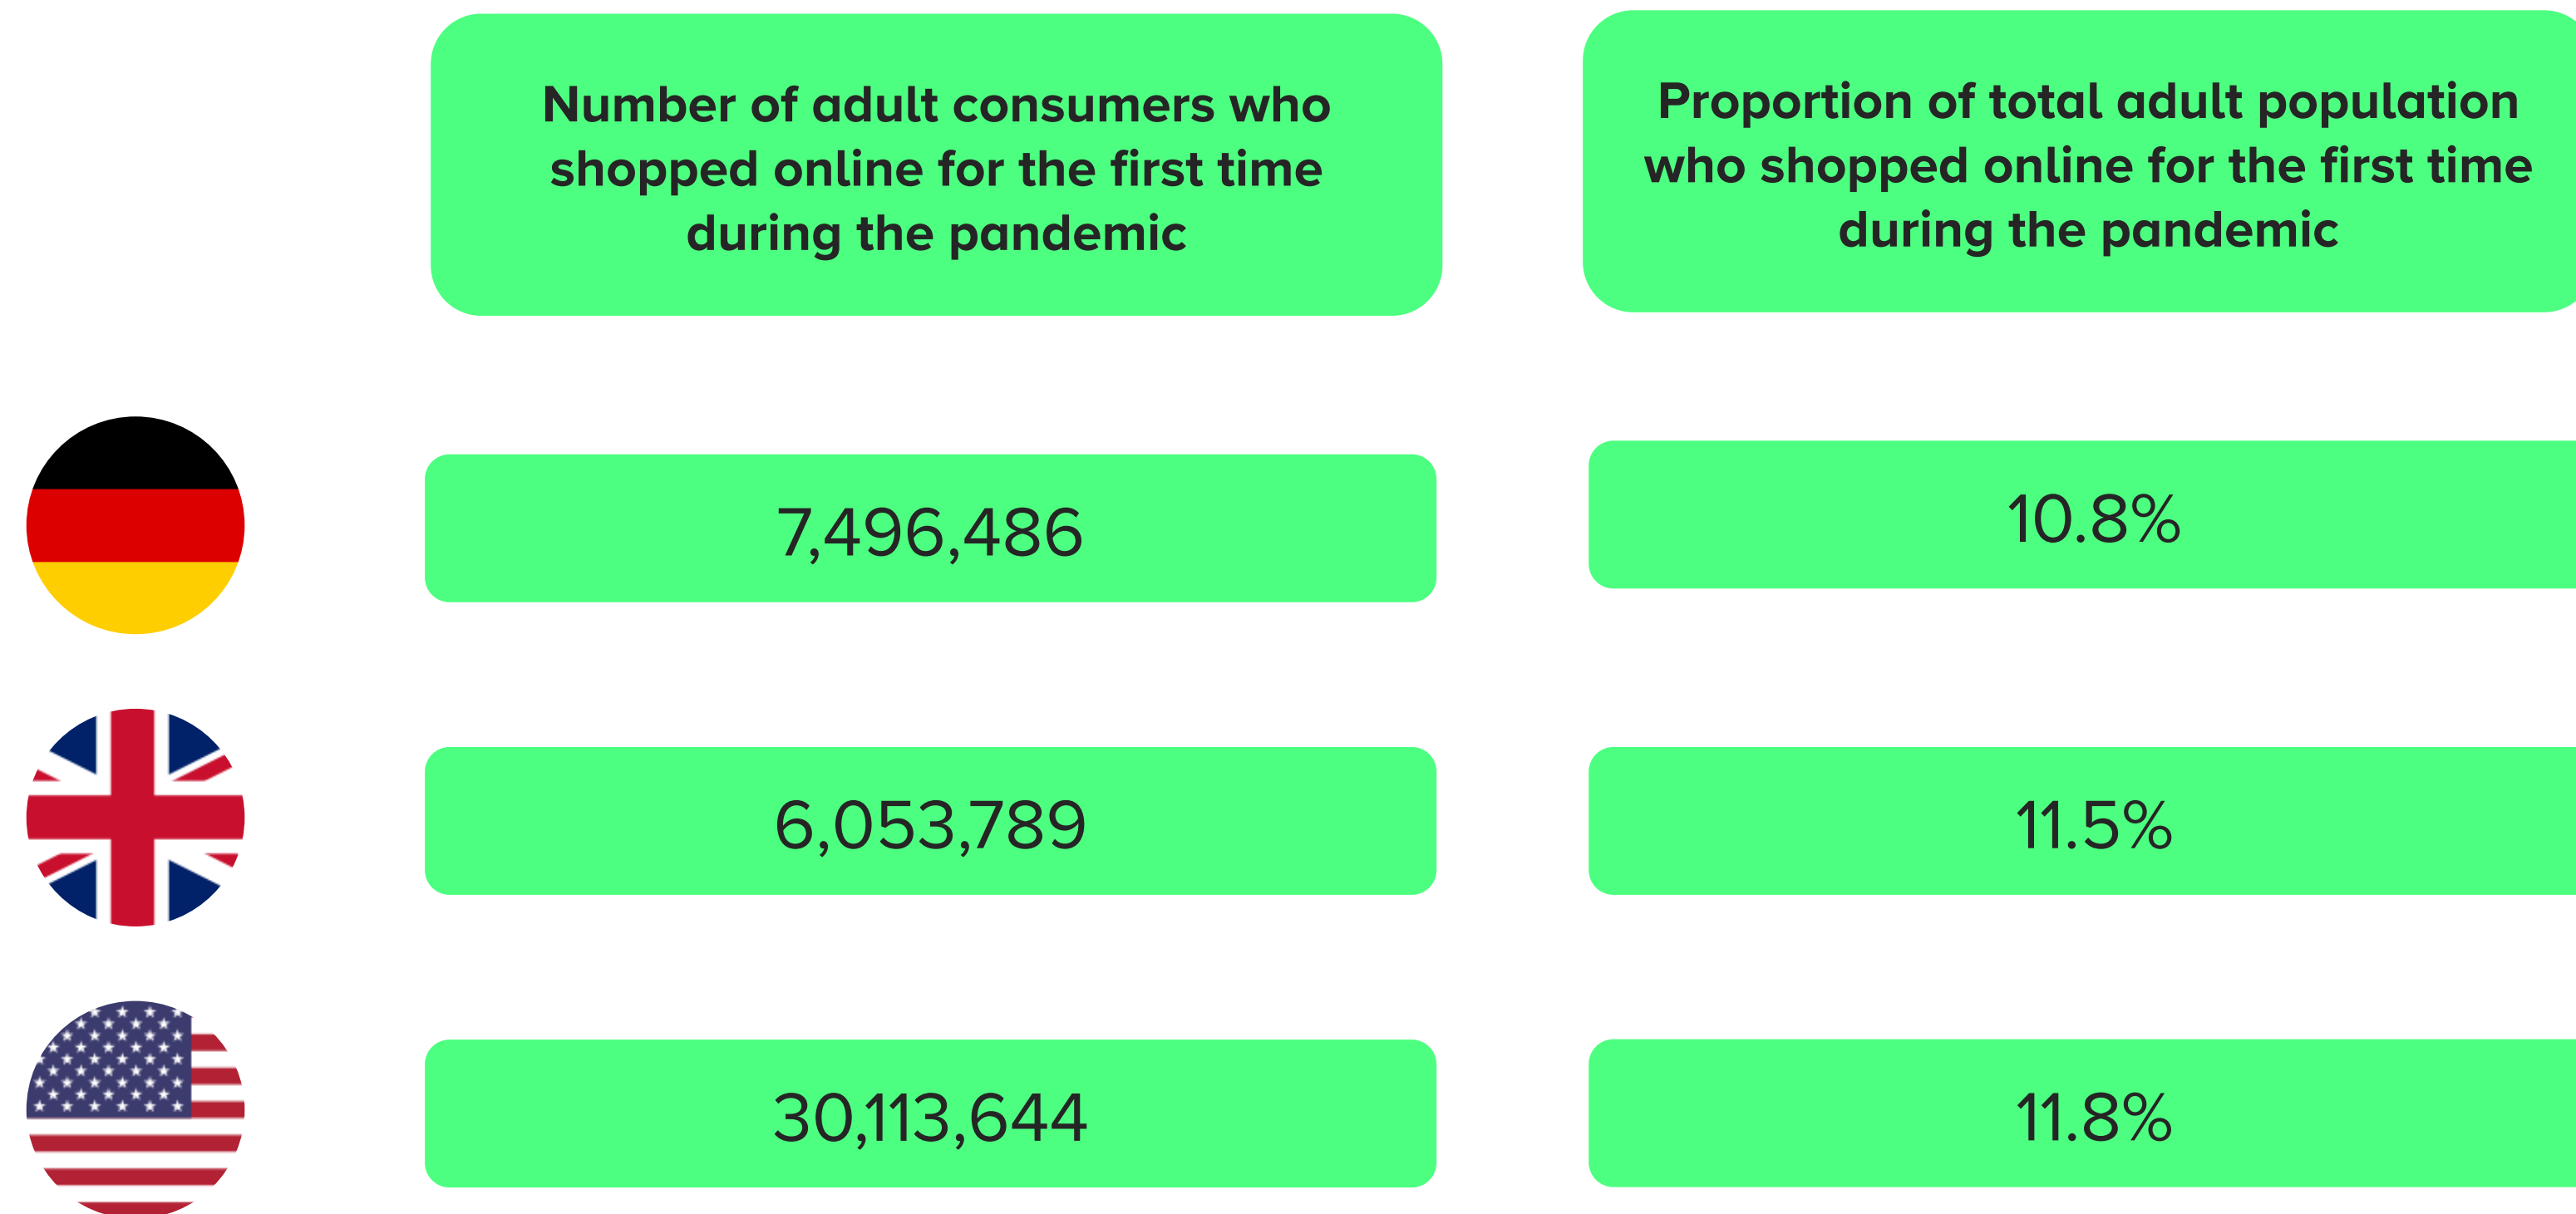 Number of adult consumers who
shopped online for the first time
during the pandemic
Proportion of total adult population
who shopped online for the first time
during the pandemic
7,496,486
10.8%
6,053,789
11.5%
30,113,644
11.8%